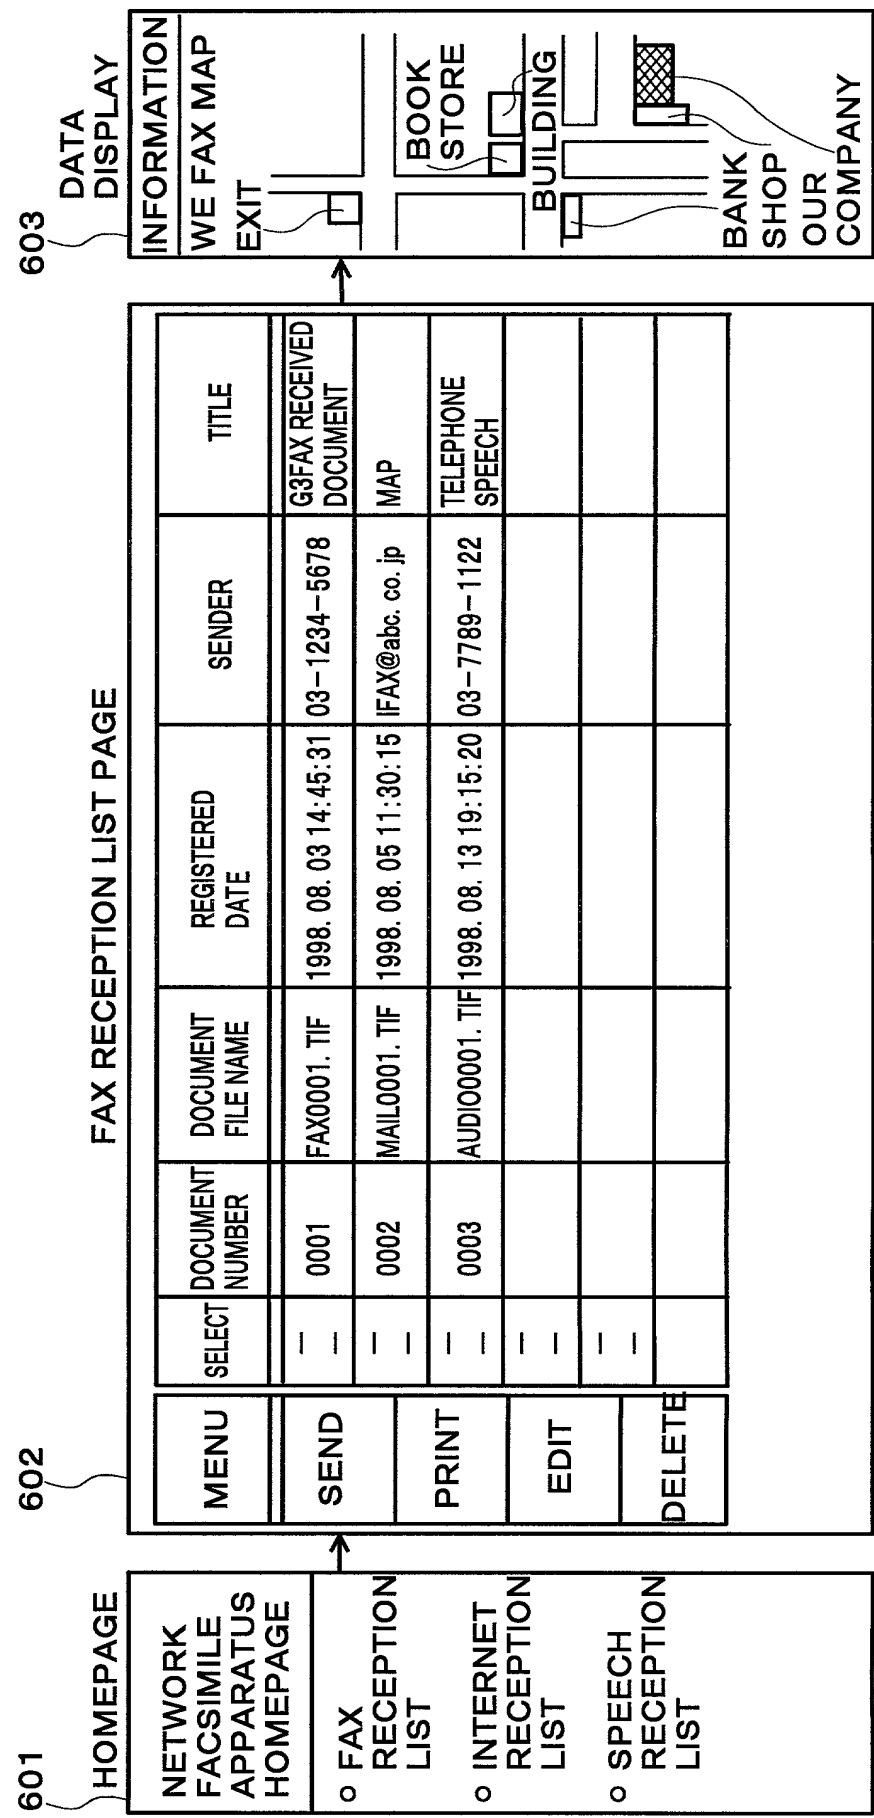 601
HOMEPAGE
NETWORK
FACSIMILE
APPARATUS
HOMEPAGE
o FAX
RECEPTION
LIST
o INTERNET
RECEPTION
LIST
o SPEECH
RECEPTION
LIST
602
FAX RECEPTION LIST PAGE
MENU
SEND
PRINT
EDIT
DELETE
SELECT DOCUMENT NUMBER DOCUMENT FILE NAME REGISTERED DATE SENDER TITLE
— — 0001 FAX0001. TIF 1998. 08. 03 14:45:31 03-1234-5678 G3FAX RECEIVED DOCUMENT
— — 0002 MAIL0001. TIF 1998. 08. 05 11:30:15 IFAX@abc. co. jp MAP
— — 0003 AUDIO0001. TIF 1998. 08. 13 19:15:20 03-7789-1122 TELEPHONE SPEECH
— —
— —
603
DATA
DISPLAY
INFORMATION
WE FAX MAP
EXIT
BOOK
STORE
BUILDING
BANK
SHOP
OUR
COMPANY